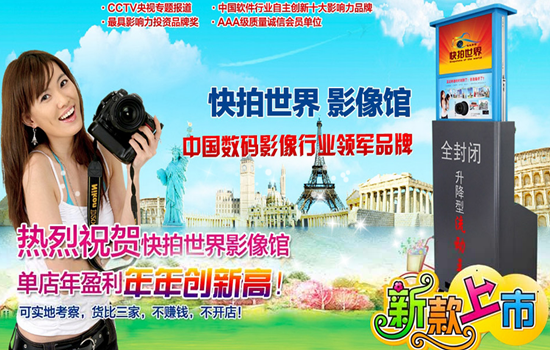 ·CCTV央视专题报道 ·中国软件行业自主创新十大影响力品牌
·最具影响力投资品牌奖 ·AAA级质量诚信会员单位
快拍世界 影像馆
中国数码影像行业领军品牌
快拍世界
全封闭
升降型
Nikon
热烈祝贺快拍世界影像馆
单店年盈利年年创新高!
可实地考察,货比三家,不赚钱,不开店!
新款上市